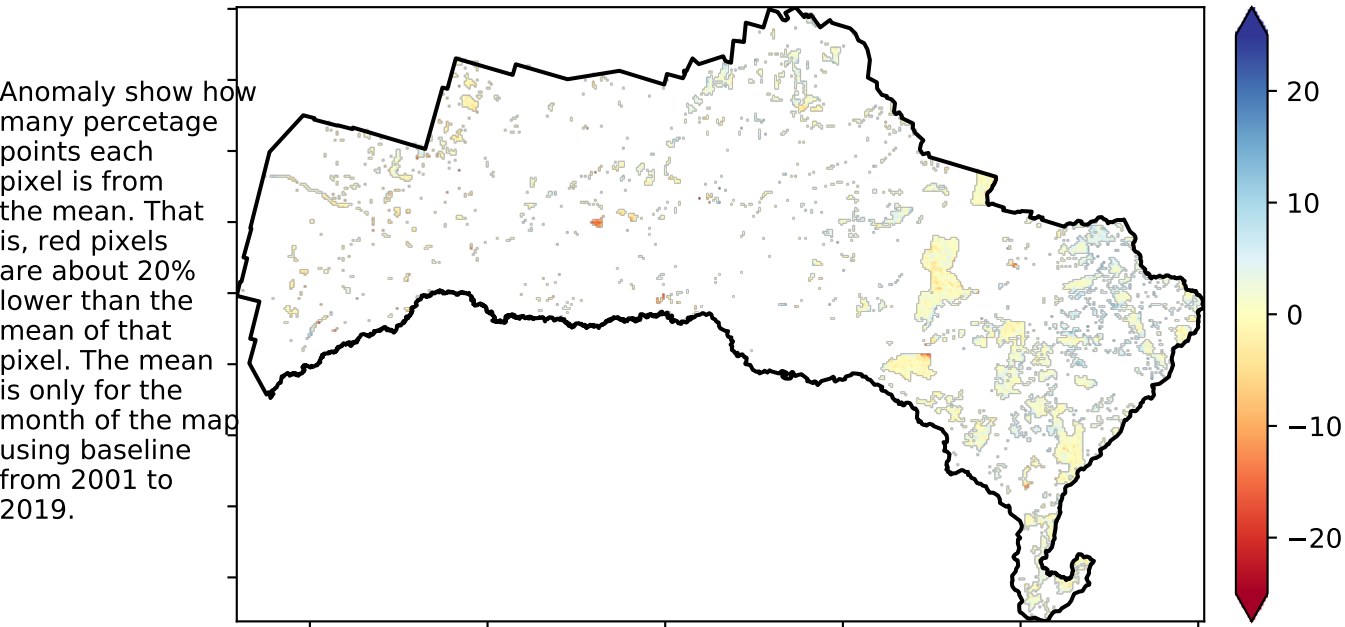 Anomaly show how
many percetage
points each
pixel is from
the mean. That
is, red pixels
are about 20%
lower than the
mean of that
pixel. The mean
is only for the
month of the map
using baseline
from 2001 to
2019.
20
10
0
−10
−20